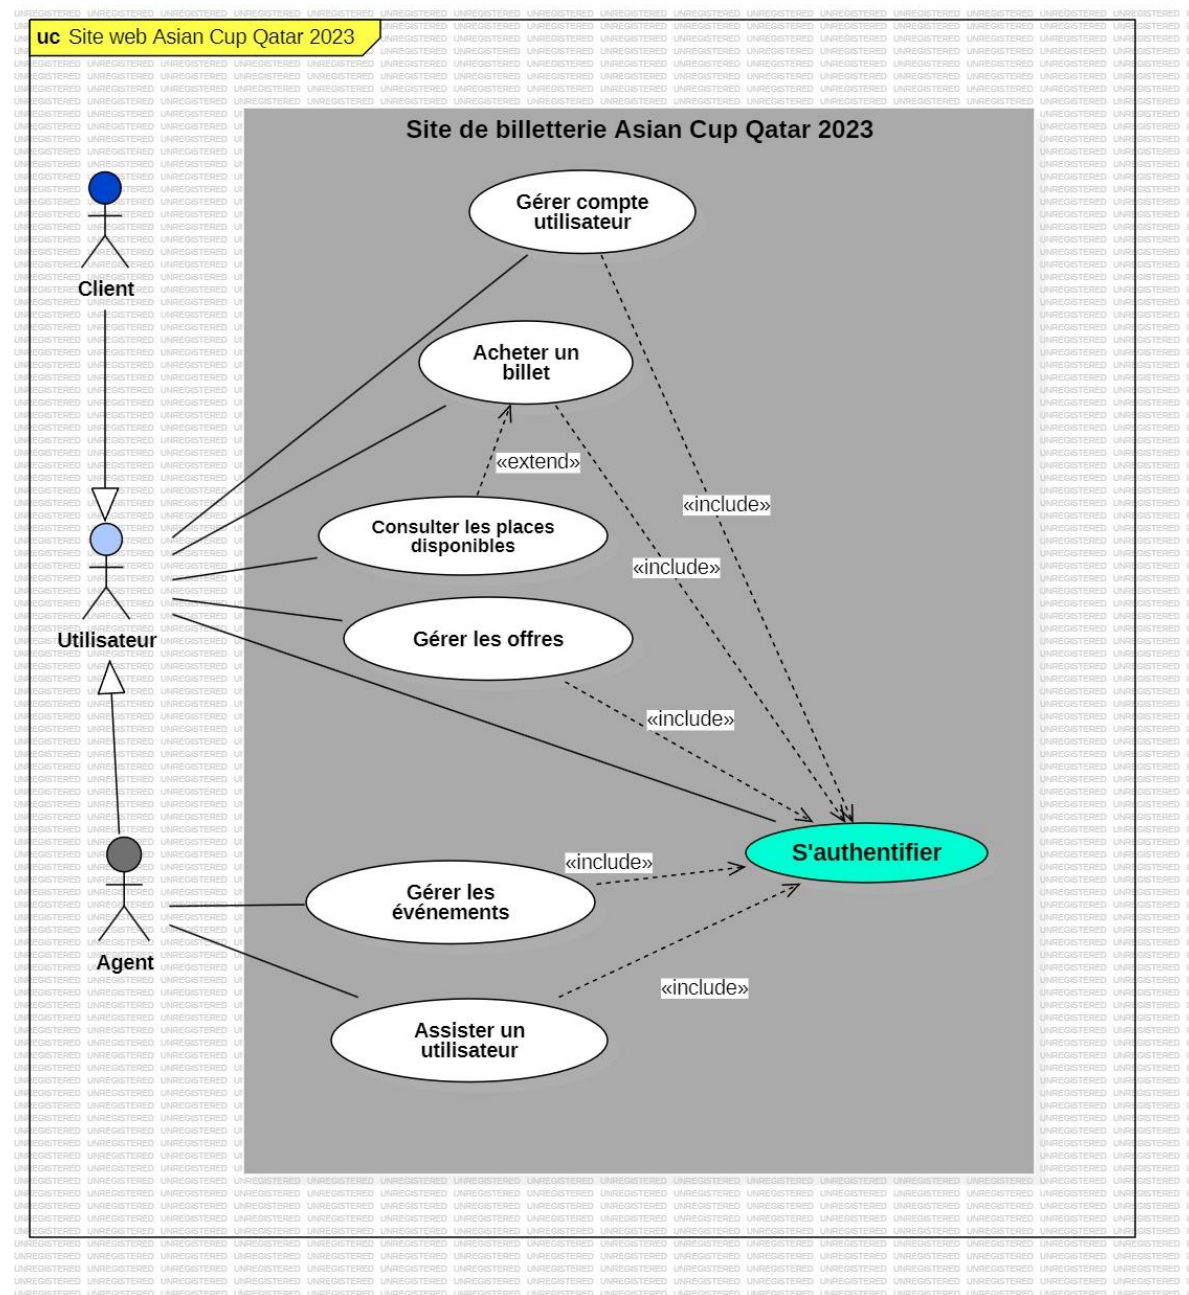 uc Site web Asian Cup Qatar 2023
Site de billetterie Asian Cup Qatar 2023
Gérer compte
utilisateur
Client
Acheter un
billet
«extend»
«include»
Consulter les places
disponibles
«include»
Utilisateur
Gérer les offres
«include»
S'authentifier
«include»
Gérer les
événements
Agent
«include»
Assister un
utilisateur
UNREGISTERED